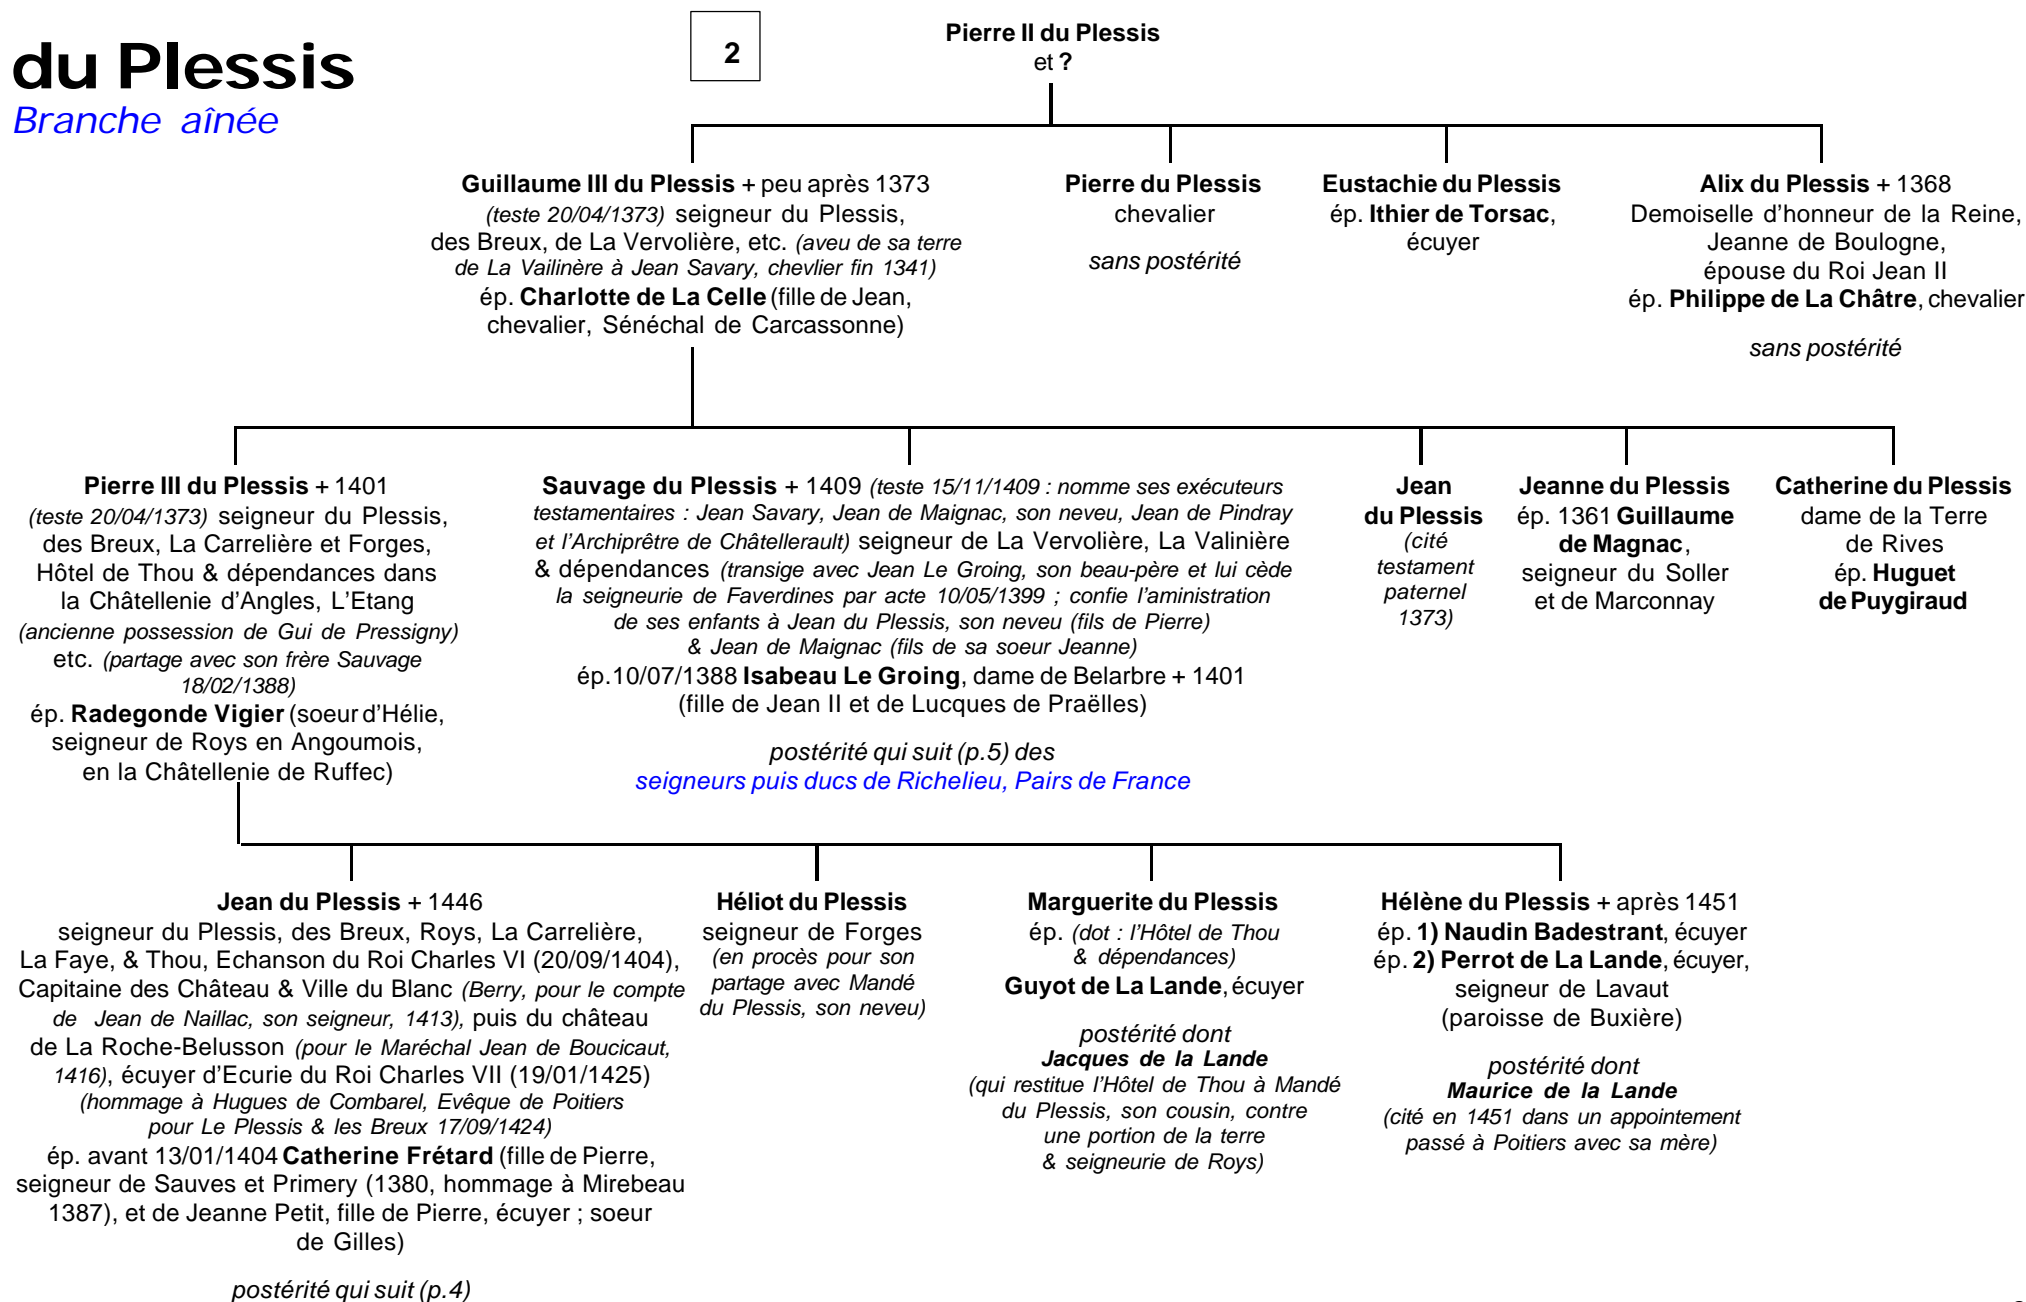 du Plessis
Branche aînée
2
Pierre II du Plessis
et ?
Guillaume III du Plessis + peu après 1373
(teste 20/04/1373) seigneur du Plessis,
des Breux, de La Vervolière, etc. (aveu de sa terre
de La Vailinère à Jean Savary, chevlier fin 1341)
ép. Charlotte de La Celle (fille de Jean,
chevalier, Sénéchal de Carcassonne)
Pierre du Plessis
chevalier
sans postérité
Eustachie du Plessis
ép. Ithier de Torsac,
écuyer
Alix du Plessis + 1368
Demoiselle d'honneur de la Reine,
Jeanne de Boulogne,
épouse du Roi Jean II
ép. Philippe de La Châtre, chevalier
sans postérité
Pierre III du Plessis + 1401
(teste 20/04/1373) seigneur du Plessis,
des Breux, La Carrelière et Forges,
Hôtel de Thou & dépendances dans
la Châtellenie d'Angles, L'Etang
(ancienne possession de Gui de Pressigny)
etc. (partage avec son frère Sauvage
18/02/1388)
ép. Radegonde Vigier (soeur d'Hélie,
seigneur de Roys en Angoumois,
en la Châtellenie de Ruffec)
Sauvage du Plessis + 1409 (teste 15/11/1409 : nomme ses exécuteurs
testamentaires : Jean Savary, Jean de Maignac, son neveu, Jean de Pindray
et l'Archiprêtre de Châtellerault) seigneur de La Vervolière, La Valinière
& dépendances (transige avec Jean Le Groing, son beau-père et lui cède
la seigneurie de Faverdines par acte 10/05/1399 ; confie l'aministration
de ses enfants à Jean du Plessis, son neveu (fils de Pierre)
& Jean de Maignac (fils de sa soeur Jeanne)
ép.10/07/1388 Isabeau Le Groing, dame de Belarbre + 1401
(fille de Jean II et de Lucques de Praëlles)
postérité qui suit (p.5) des
seigneurs puis ducs de Richelieu, Pairs de France
Jean
du Plessis
(cité
testament
paternel
1373)
Jeanne du Plessis
ép. 1361 Guillaume
de Magnac,
seigneur du Soller
et de Marconnay
Catherine du Plessis
dame de la Terre
de Rives
ép. Huguet
de Puygiraud
Jean du Plessis + 1446
seigneur du Plessis, des Breux, Roys, La Carrelière,
La Faye, & Thou, Echanson du Roi Charles VI (20/09/1404),
Capitaine des Château & Ville du Blanc (Berry, pour le compte
de Jean de Naillac, son seigneur, 1413), puis du château
de La Roche-Belusson (pour le Maréchal Jean de Boucicaut,
1416), écuyer d'Ecurie du Roi Charles VII (19/01/1425)
(hommage à Hugues de Combarel, Evêque de Poitiers
pour Le Plessis & les Breux 17/09/1424)
ép. avant 13/01/1404 Catherine Frétard (fille de Pierre,
seigneur de Sauves et Primery (1380, hommage à Mirebeau
1387), et de Jeanne Petit, fille de Pierre, écuyer ; soeur
de Gilles)
postérité qui suit (p.4)
Héliot du Plessis
seigneur de Forges
(en procès pour son
partage avec Mandé
du Plessis, son neveu)
Marguerite du Plessis
ép. (dot : l'Hôtel de Thou
& dépendances)
Guyot de La Lande, écuyer
postérité dont
Jacques de la Lande
(qui restitue l'Hôtel de Thou à Mandé
du Plessis, son cousin, contre
une portion de la terre
& seigneurie de Roys)
Hélène du Plessis + après 1451
ép. 1) Naudin Badestrant, écuyer
ép. 2) Perrot de La Lande, écuyer,
seigneur de Lavaut
(paroisse de Buxière)
postérité dont
Maurice de la Lande
(cité en 1451 dans un appointement
passé à Poitiers avec sa mère)